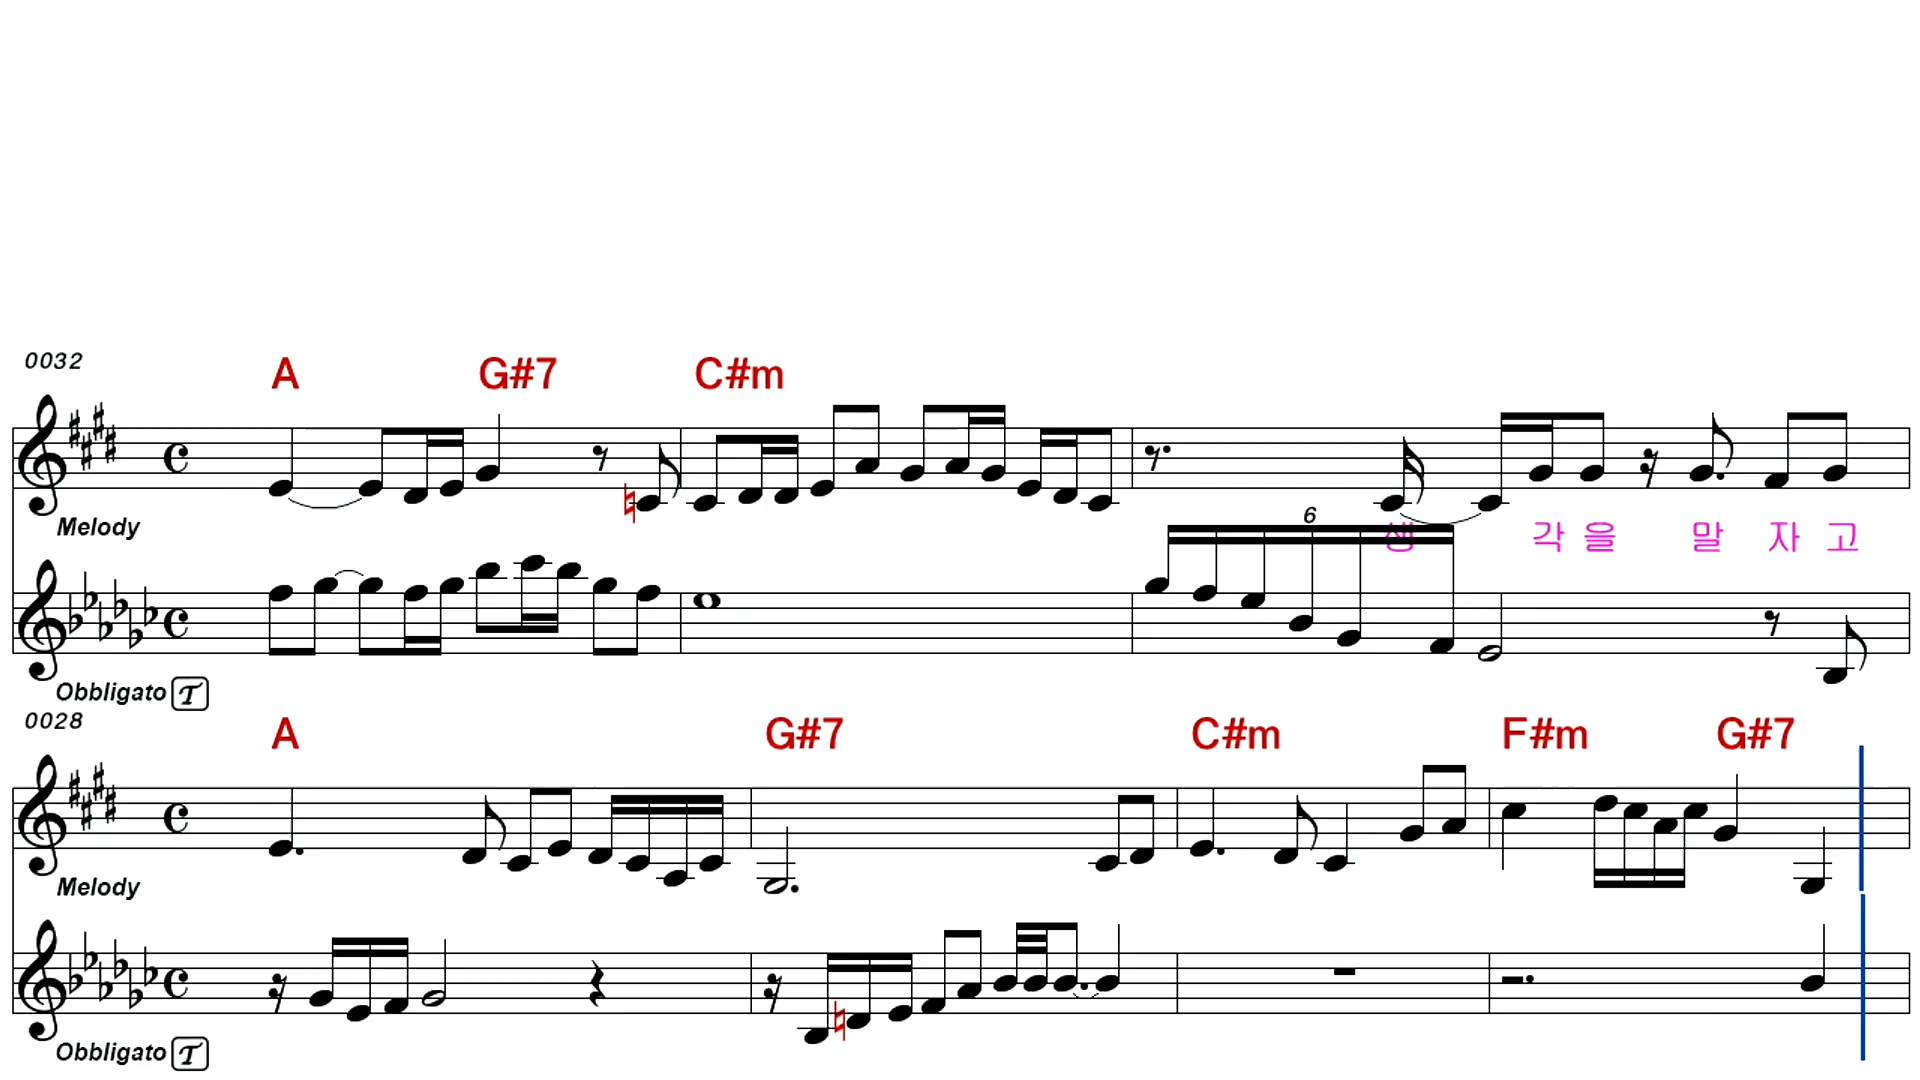 0032
A G#7 C#m
Melody
6
생 각 을 말 자 고
Obbligato T
0028
A G#7 C#m F#m G#7
Melody
Obbligato T